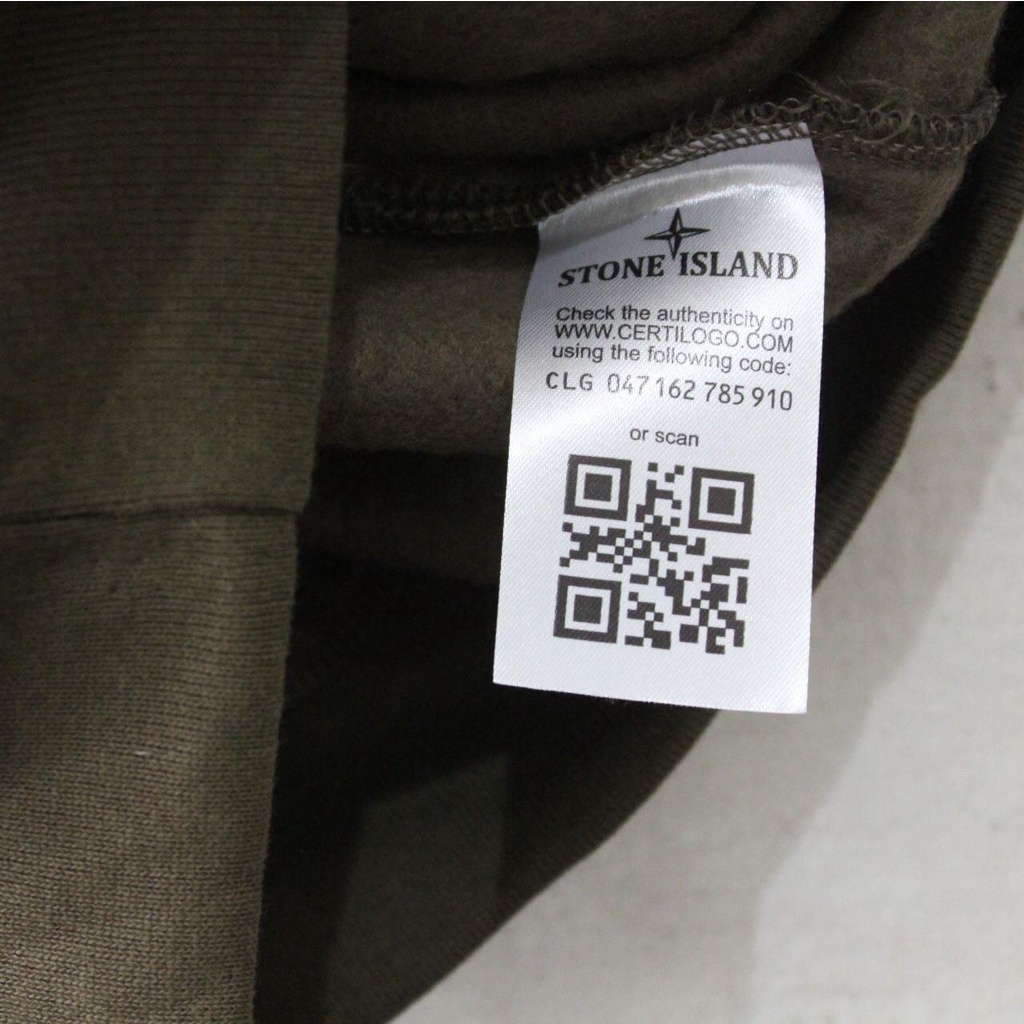 STONE ISLAND
Check the authenticity on
WWW.CERTILOGO.COM
using the following code:
CLG 047 162 785 910
or scan